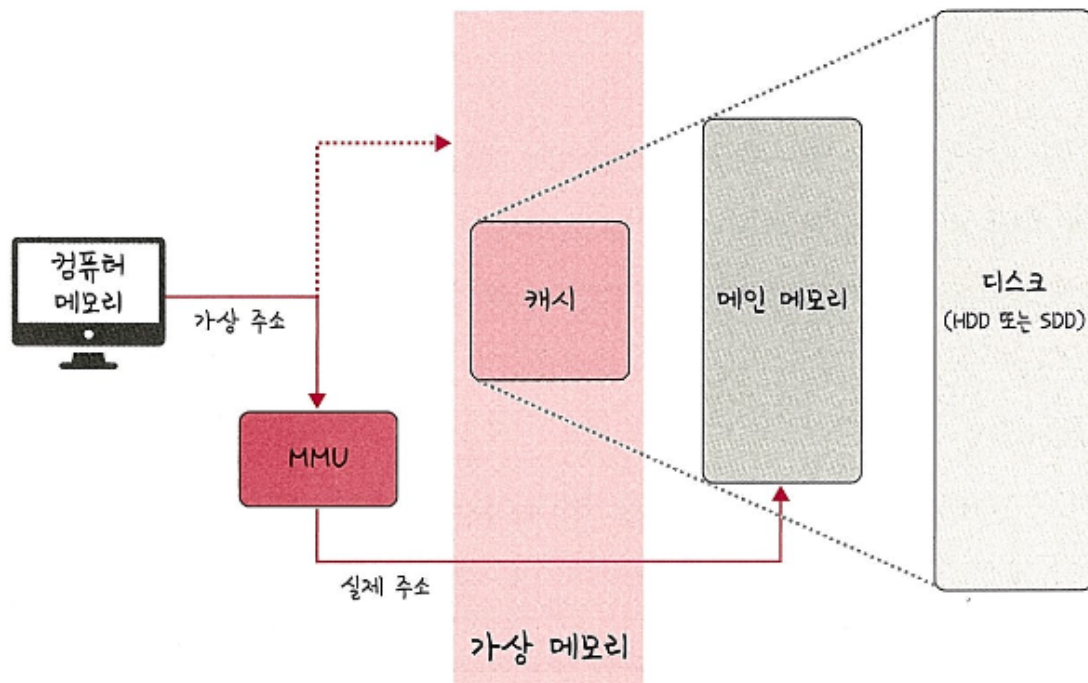 컴퓨터
메모리
가상 주소
MMU
실제 주소
캐시
가상 메모리
메인 메모리
디스크
(HDD 또는 SDD)